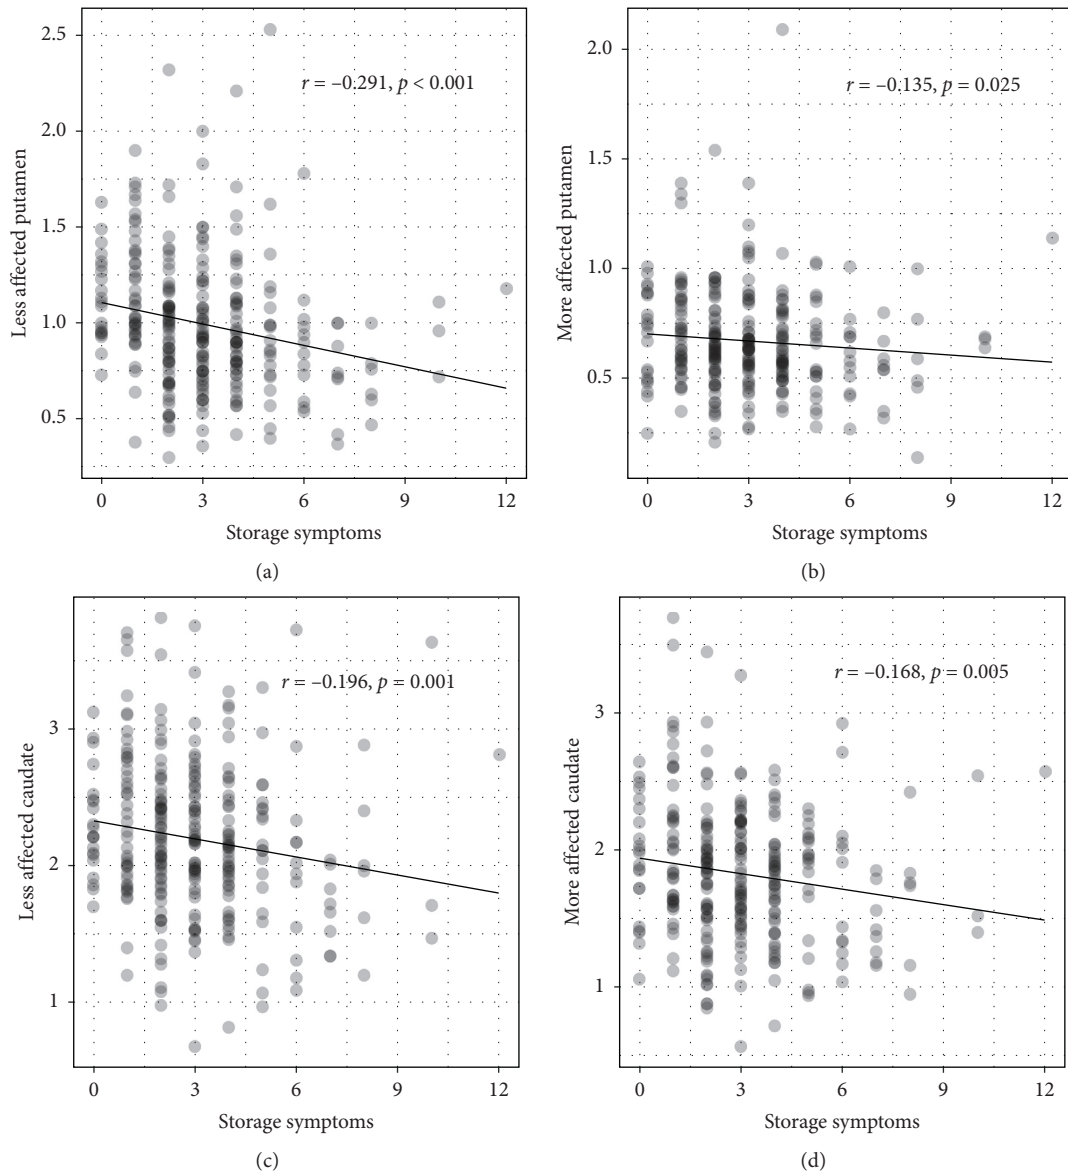 2.5
2.0
1.5
1.0
0.5
Less affected putamen
r = –0.291, p < 0.001
0 3 6 9 12
Storage symptoms
(a)
2.0
1.5
1.0
0.5
More affected putamen
r = –0.135, p = 0.025
0 3 6 9 12
Storage symptoms
(b)
3
2
1
Less affected caudate
r = –0.196, p = 0.001
0 3 6 9 12
Storage symptoms
(c)
3
2
1
More affected caudate
r = –0.168, p = 0.005
0 3 6 9 12
Storage symptoms
(d)